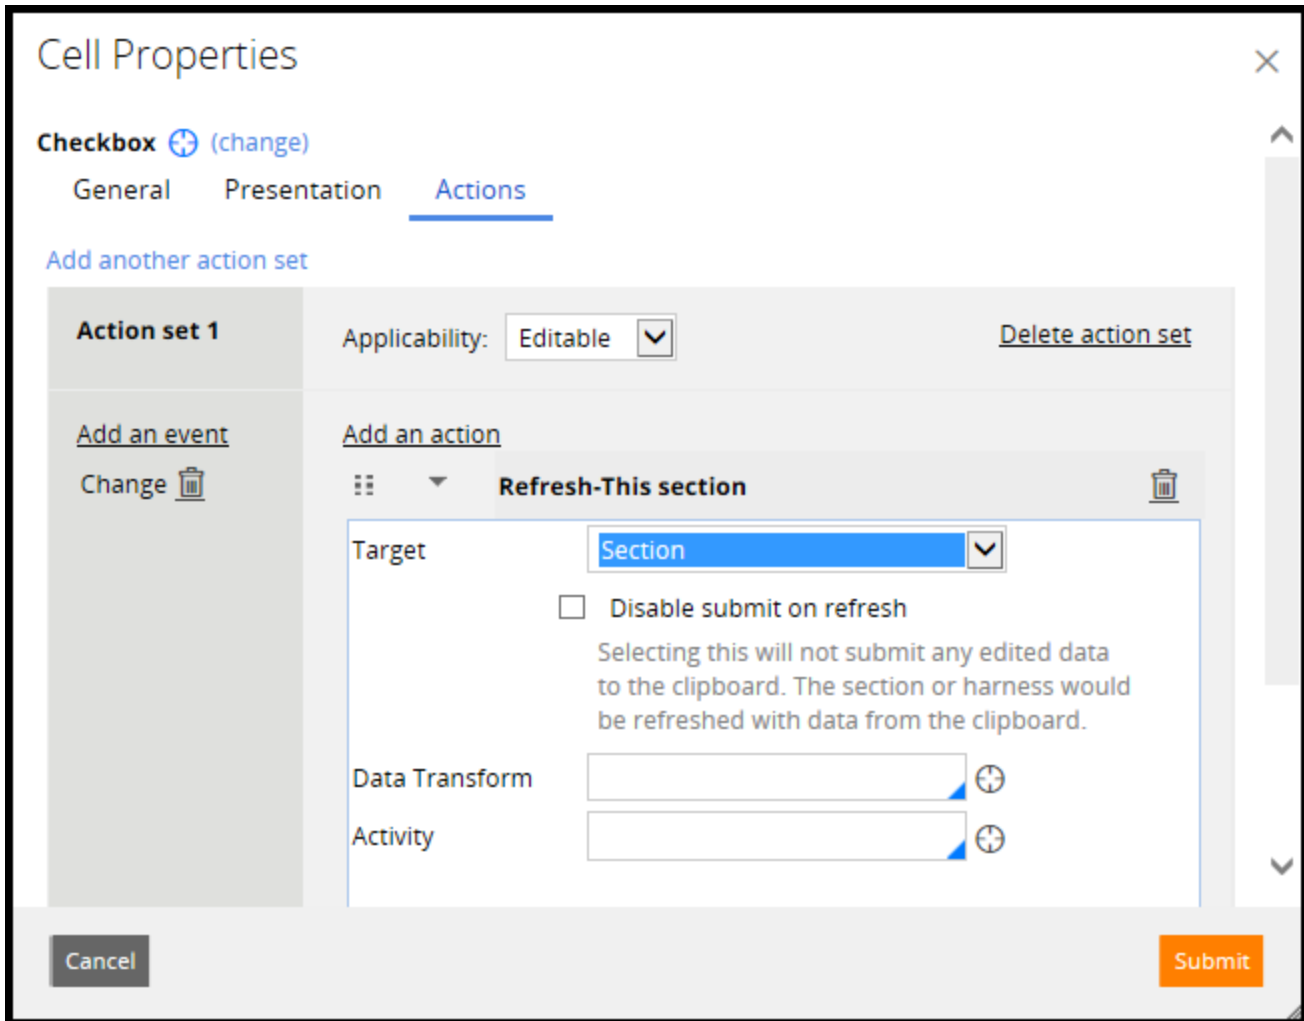 Cell Properties
Checkbox (change)
General Presentation Actions
Add another action set
Action set 1 Applicability: Editable Delete action set
Add an event Add an action
Change Refresh-This section
Target Section
Disable submit on refresh
Selecting this will not submit any edited data
to the clipboard. The section or harness would
be refreshed with data from the clipboard.
Data Transform
Activity
Cancel Submit